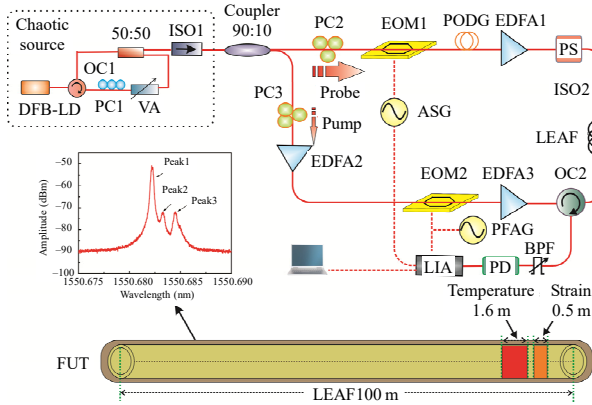 Chaotic
source
50:50
ISO1
OC1
DFB-LD
PC1
VA
Coupler
90:10
PC2
EOM1
PODG
EDFA1
PS
ISO2
Probe
PC3
Pump
EDFA2
ASG
LEAF
EOM2
EDFA3
OC2
PFAG
BPF
LIA
PD
Amplitude (dBm)
−50
−60
−70
−80
−90
−100
Peak1
Peak2
Peak3
1550.675
1550.680
1550.685
1550.690
Wavelength (nm)
Temperature
1.6 m
Strain
0.5 m
FUT
LEAF100 m